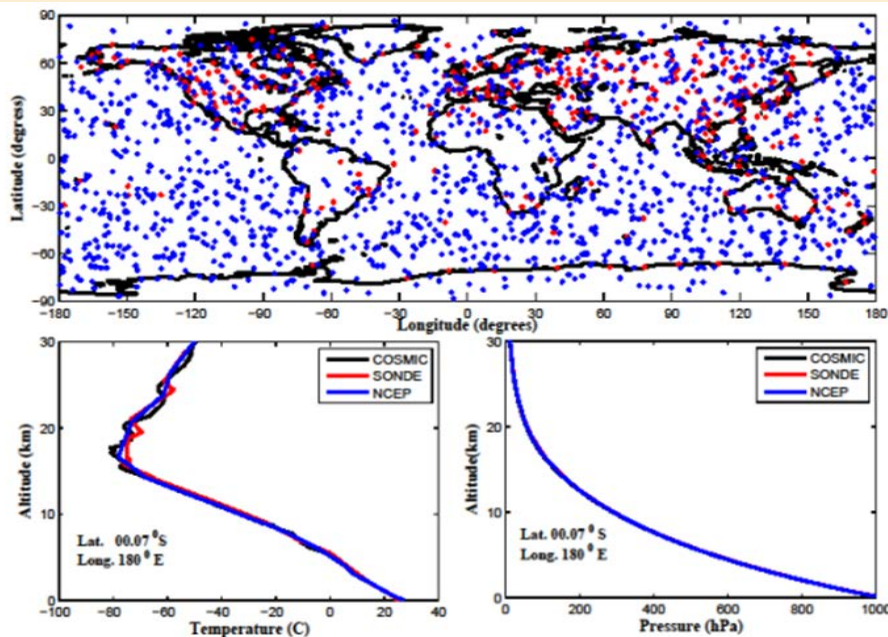 90
60
30
0
−30
−60
−90
Latitude (degrees)
−180 −150 −120 −90 −60 −30 0 30 60 90 120 150 180
Longitude (degrees)
30
20
10
0
Altitude (km)
COSMIC
SONDE
NCEP
Lat. 00.07 ⁰S
Long. 180 ⁰ E
−100 −80 −60 −40 −20 0 20 40
Temperature (C)
30
20
10
0
Altitude(km)
COSMIC
SONDE
NCEP
Lat. 00.07 ⁰S
Long. 180 ⁰ E
0 200 400 600 800 1000
Pressure (hPa)